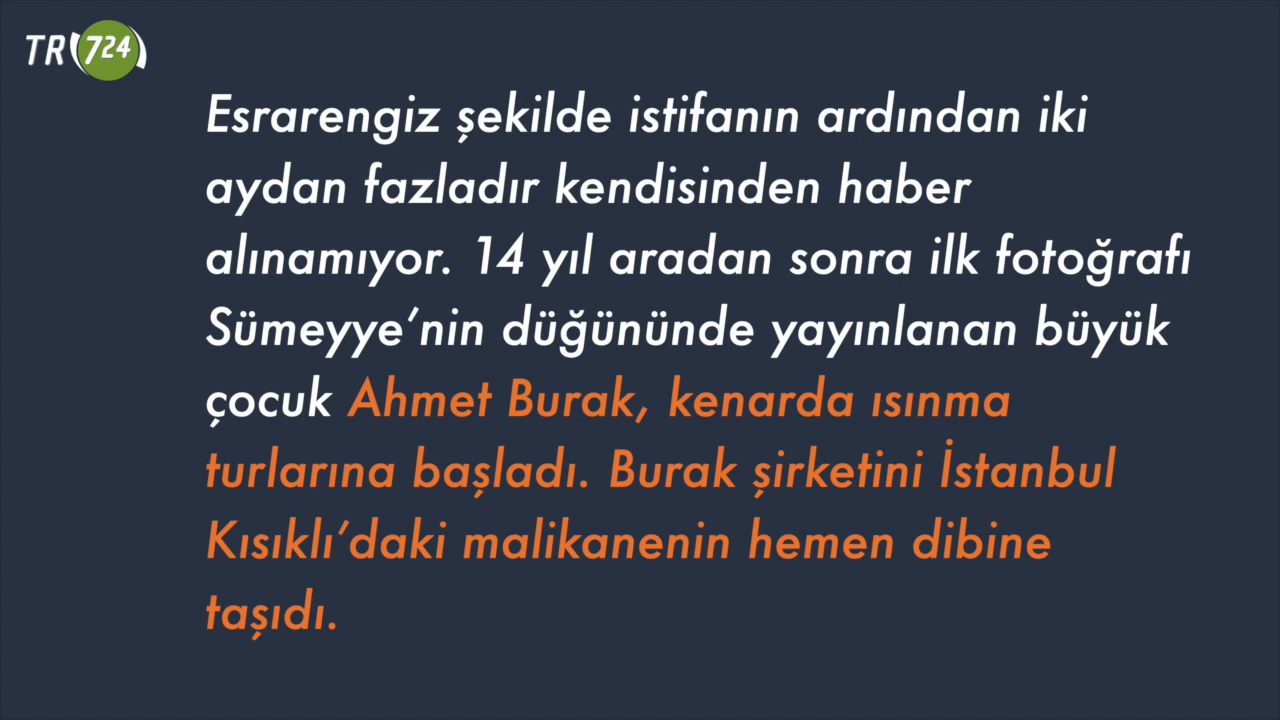 TR 724
Esrarengiz şekilde istifanın ardından iki
aydan fazladır kendisinden haber
alınamıyor. 14 yıl aradan sonra ilk fotoğrafı
Sümeyye’nin düğününde yayınlanan büyük
çocuk Ahmet Burak, kenarda ısınma
turlarına başladı. Burak şirketini İstanbul
Kısıklı’daki malikanenin hemen dibine
taşıdı.